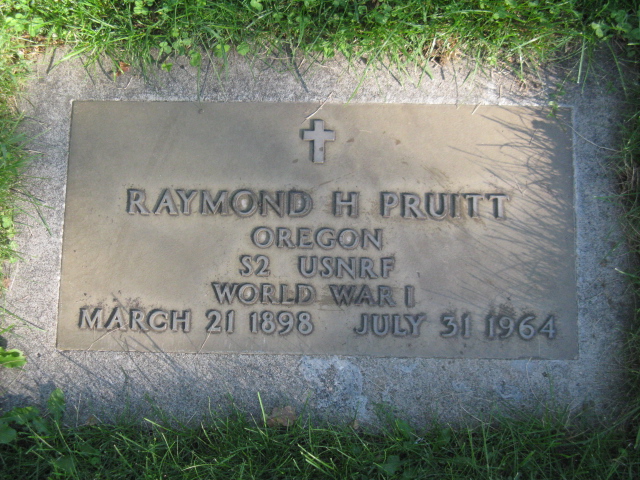 RAYMOND H PRUITT
OREGON
S2 USNRF
WORLD WAR I
MARCH 21 1898 JULY 31 1964